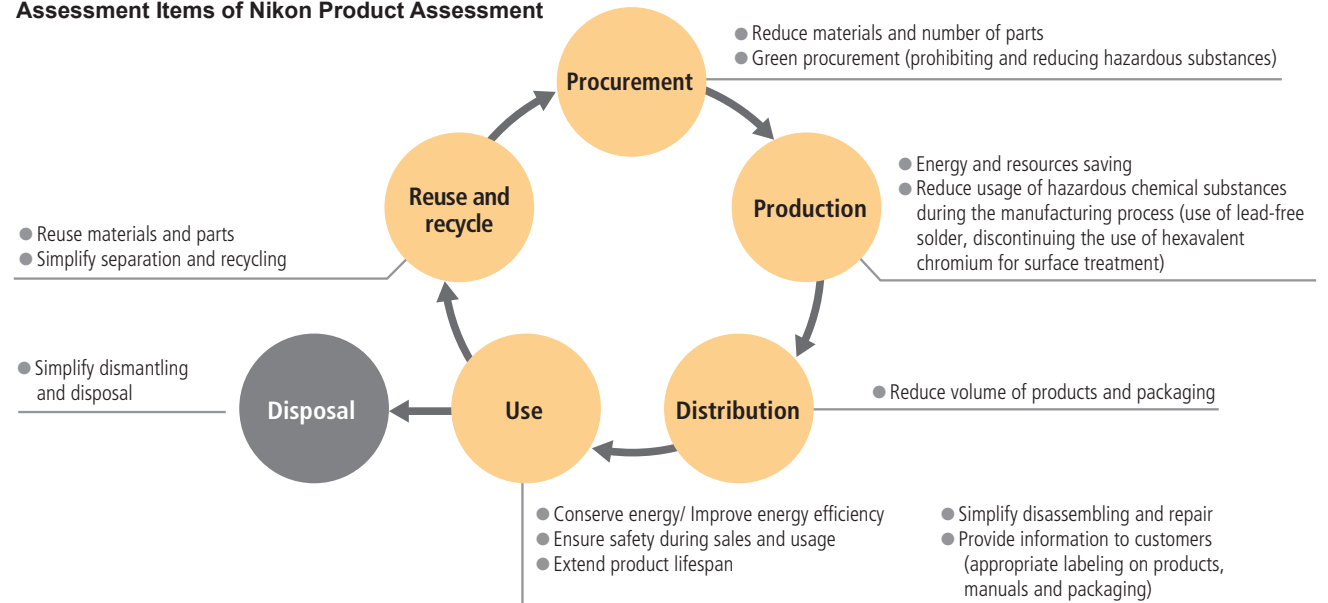 Assessment Items of Nikon Product Assessment
Procurement
● Reduce materials and number of parts
● Green procurement (prohibiting and reducing hazardous substances)
Production
● Energy and resources saving
● Reduce usage of hazardous chemical substances
during the manufacturing process (use of lead-free
solder, discontinuing the use of hexavalent
chromium for surface treatment)
Reuse and
recycle
● Reuse materials and parts
● Simplify separation and recycling
● Simplify dismantling
and disposal
Disposal
Use
Distribution
● Reduce volume of products and packaging
● Conserve energy/ Improve energy efficiency
● Ensure safety during sales and usage
● Extend product lifespan
● Simplify disassembling and repair
● Provide information to customers
(appropriate labeling on products,
manuals and packaging)